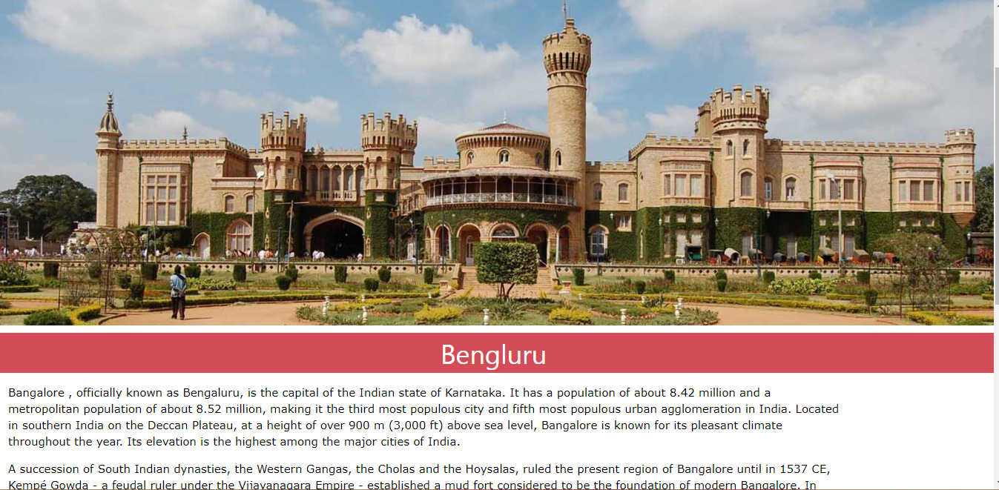 Bengluru
Bangalore , officially known as Bengaluru, is the capital of the Indian state of Karnataka. It has a population of about 8.42 million and a
metropolitan population of about 8.52 million, making it the third most populous city and fifth most populous urban agglomeration in India. Located
in southern India on the Deccan Plateau, at a height of over 900 m (3,000 ft) above sea level, Bangalore is known for its pleasant climate
throughout the year. Its elevation is the highest among the major cities of India.
A succession of South Indian dynasties, the Western Gangas, the Cholas and the Hoysalas, ruled the present region of Bangalore until in 1537 CE,
Kempé Gowda - a feudal ruler under the Vijayanagara Empire - established a mud fort considered to be the foundation of modern Bangalore. In